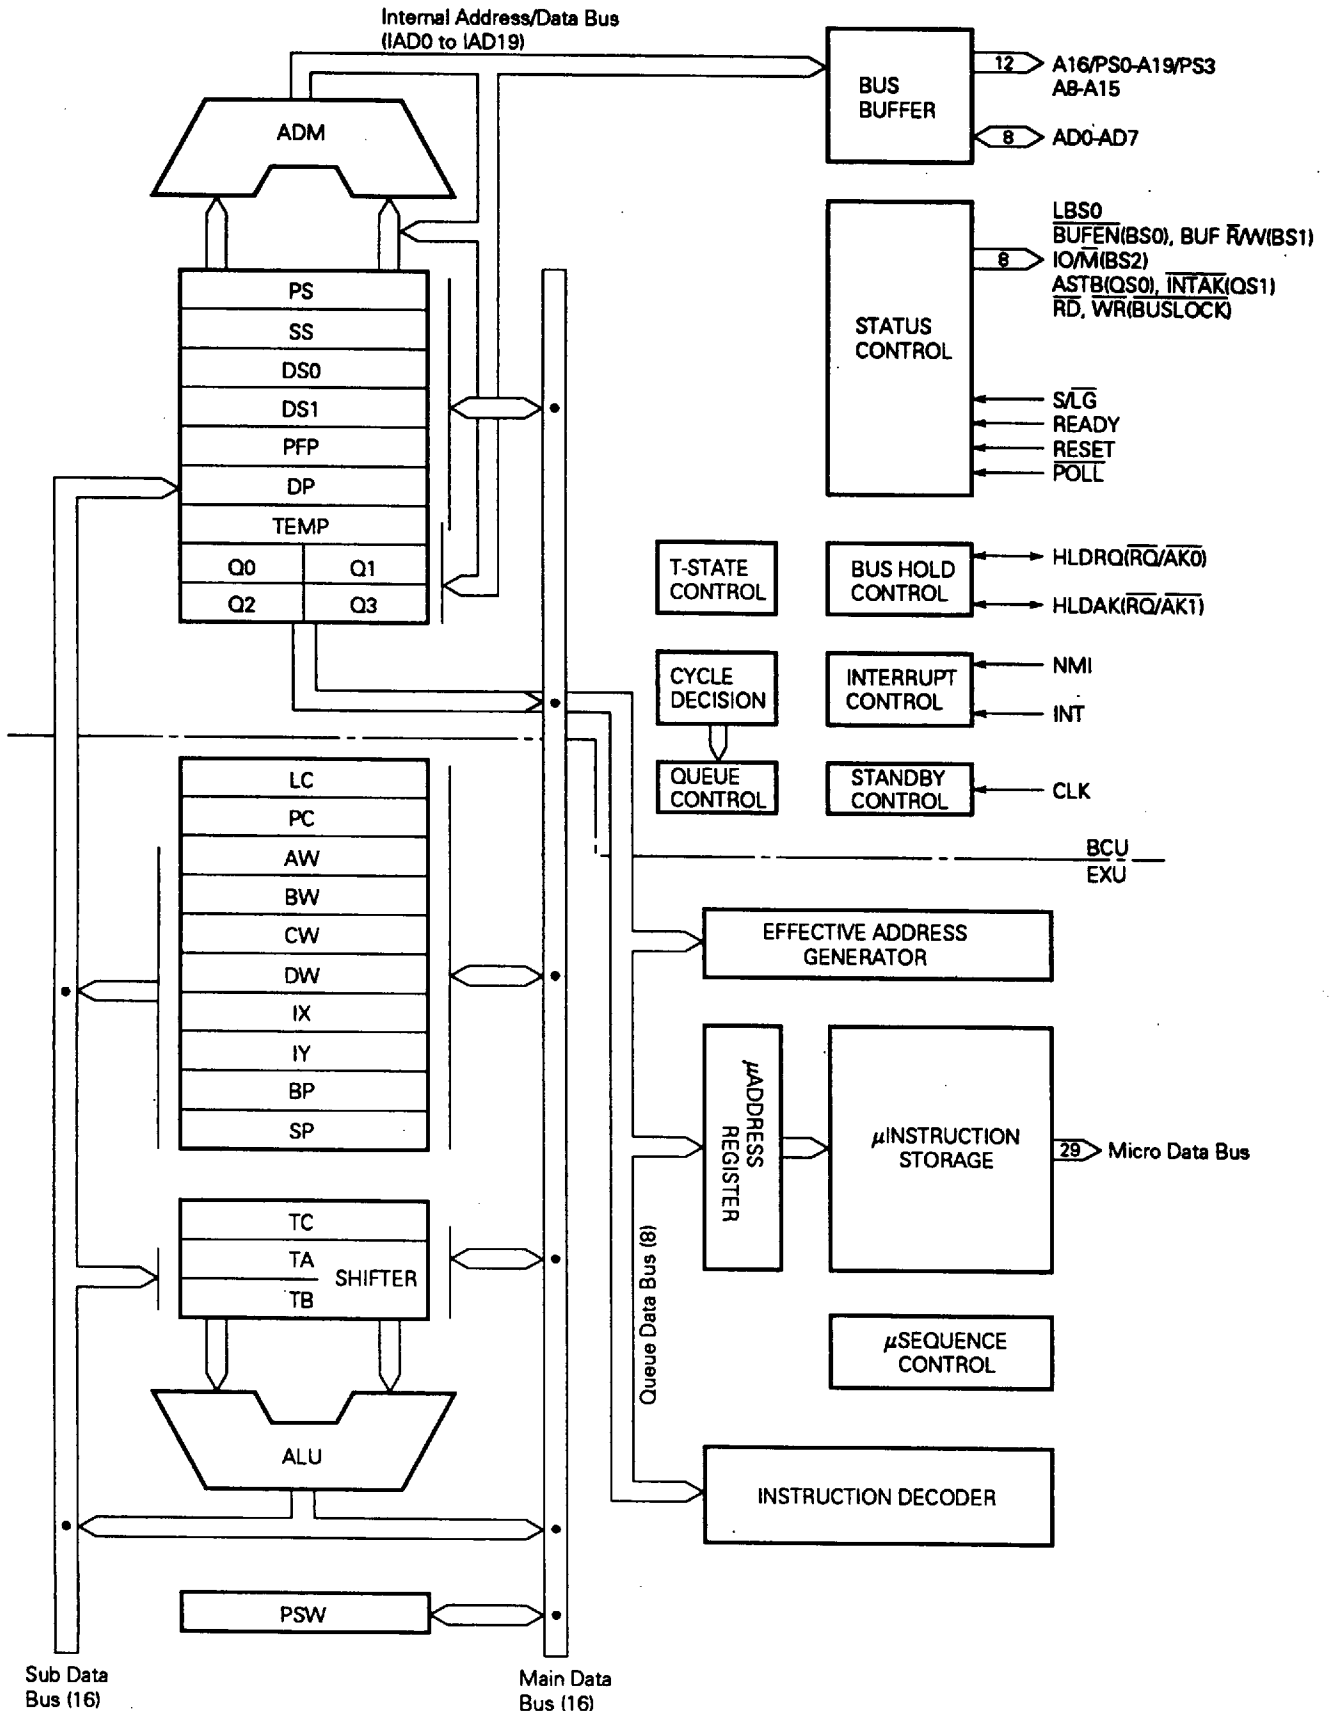 Internal Address/Data Bus
(IAD0 to IAD19)
ADM
BUS
BUFFER
12
A16/PS0-A19/PS3
A8-A15
8
AD0-AD7
PS
SS
DS0
DS1
PFP
DP
TEMP
Q0
Q1
Q2
Q3
STATUS
CONTROL
8
LBS0
BUFEN(BS0), BUF R/W(BS1)
IO/M(BS2)
ASTB(QS0), INTAK(QS1)
RD, WR(BUSLOCK)
S/LG
READY
RESET
POLL
T-STATE
CONTROL
BUS HOLD
CONTROL
HLDRQ(RQ/AK0)
HLDAK(RQ/AK1)
CYCLE
DECISION
INTERRUPT
CONTROL
NMI
INT
QUEUE
CONTROL
STANDBY
CONTROL
CLK
BCU
EXU
LC
PC
AW
BW
CW
DW
IX
IY
BP
SP
EFFECTIVE ADDRESS
GENERATOR
μADDRESS
REGISTER
μINSTRUCTION
STORAGE
29
Micro Data Bus
TC
TA
TB
SHIFTER
Queue Data Bus (8)
μSEQUENCE
CONTROL
ALU
INSTRUCTION DECODER
PSW
Sub Data
Bus (16)
Main Data
Bus (16)